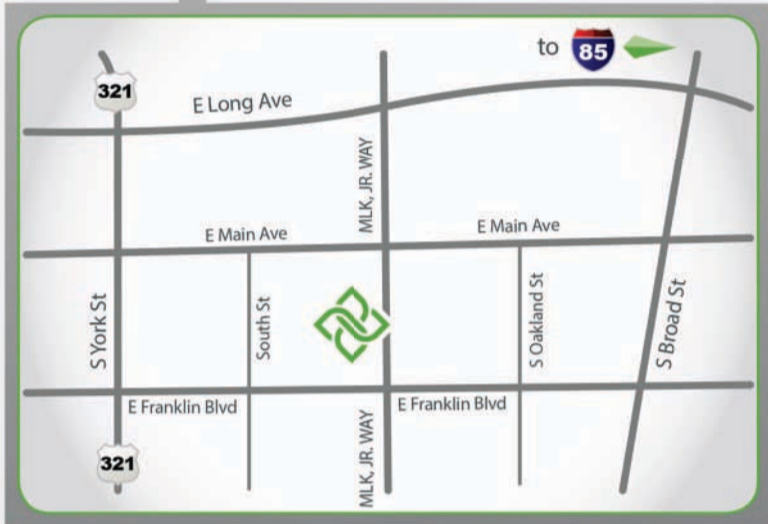 to 85
321
E Long Ave
MLK, JR. WAY
E Main Ave
E Main Ave
S York St
South St
S Oakland St
S Broad St
E Franklin Blvd
E Franklin Blvd
321
MLK, JR. WAY